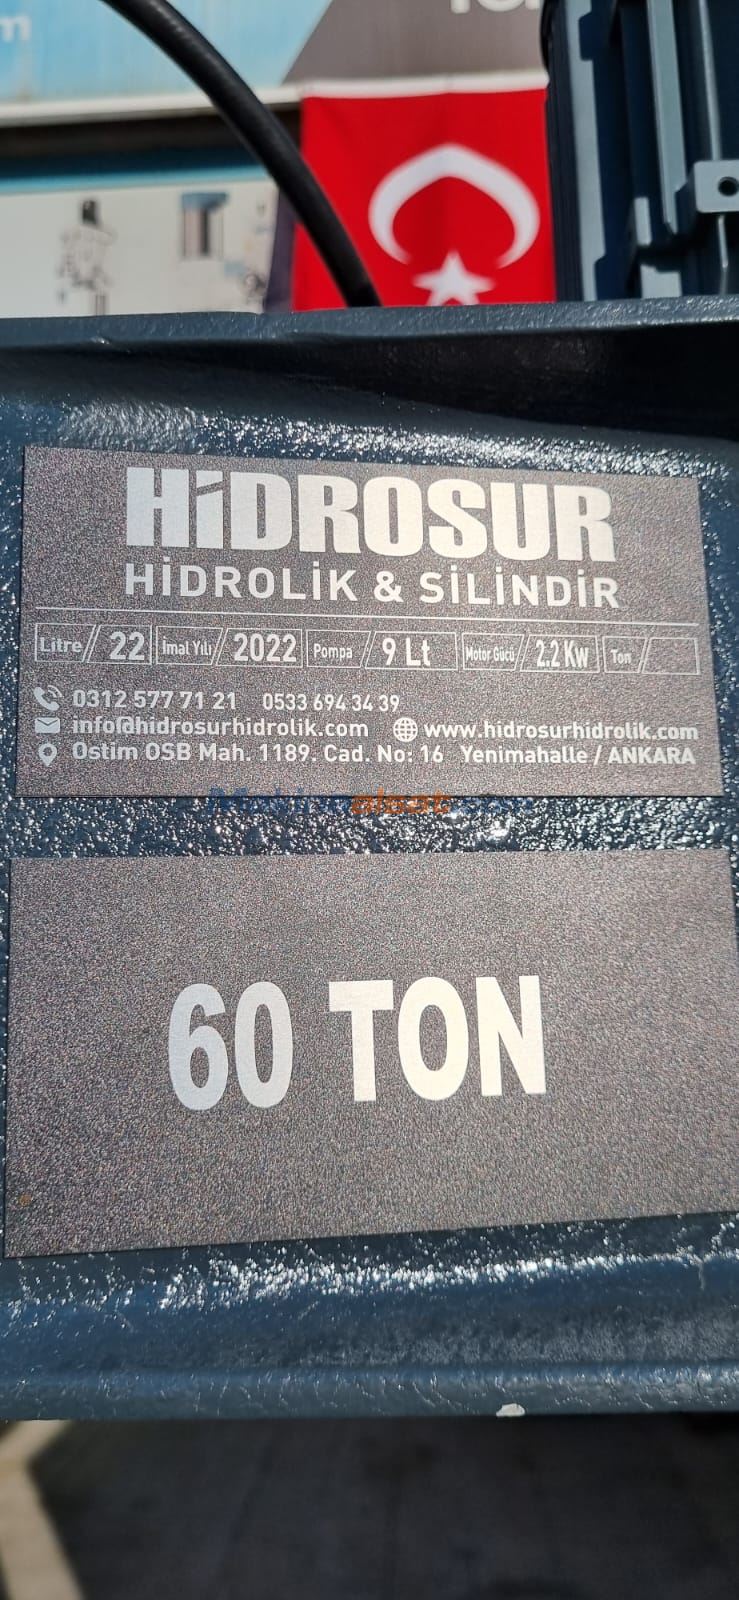 HiDROSUR
HİDROLİK & SİLİNDİR
Litre 22 İmal Yılı 2022 Pompa 9 Lt Motor Gücü 2.2 Kw Ton
0312 577 71 21 0533 694 34 39
info@hidrosurhidrolik.com www.hidrosurhidrolik.com
Ostim OSB Mah. 1189. Cad. No: 16 Yenimahalle / ANKARA
60 TON